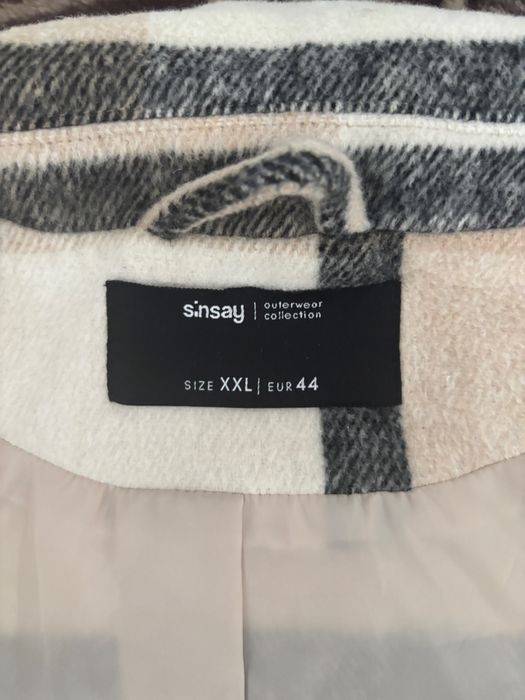 sinsay | outerwear
collection
SIZE XXL | EUR 44